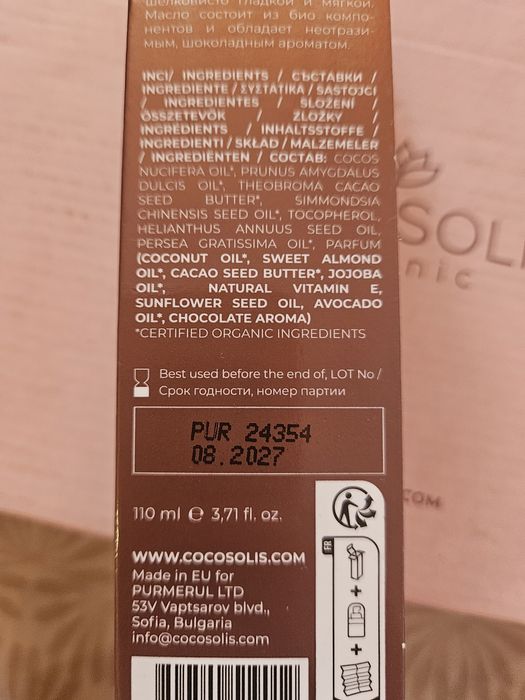 шелковисто гладкой и мягкой.
Масло состоит из био компо-
нентов и обладает неотрази-
мым, шоколадным ароматом.
INCI/ INGREDIENTS / СЪСТАВКИ /
INGREDIENTE / ΣΥΣΤΑΤΙΚΑ / SASTOJCI
/ INGREDIENTES / SLOŽENÍ /
ÖSSZETEVŐK / ZLOŽKY /
INGRÉDIENTS / INHALTSSTOFFE /
INGREDIENTI / SKŁAD / MALZEMELER
/ INGREDIËNTEN / СОСТАВ: COCOS
NUCIFERA OIL*, PRUNUS AMYGDALUS
DULCIS OIL*, THEOBROMA CACAO
SEED BUTTER*, SIMMONDSIA
CHINENSIS SEED OIL*, TOCOPHEROL,
HELIANTHUS ANNUUS SEED OIL,
PERSEA GRATISSIMA OIL*, PARFUM
(COCONUT OIL*, SWEET ALMOND
OIL*, CACAO SEED BUTTER*, JOJOBA
OIL*, NATURAL VITAMIN E,
SUNFLOWER SEED OIL, AVOCADO
OIL*, CHOCOLATE AROMA)
*CERTIFIED ORGANIC INGREDIENTS
Best used before the end of, LOT No /
Срок годности, номер партии
PUR 24354
08.2027
110 ml ℮ 3,71 fl. oz.
WWW.COCOSOLIS.COM
Made in EU for
PURMERUL LTD
53V Vaptsarov blvd.,
Sofia, Bulgaria
info@cocosolis.com
FR
+
+